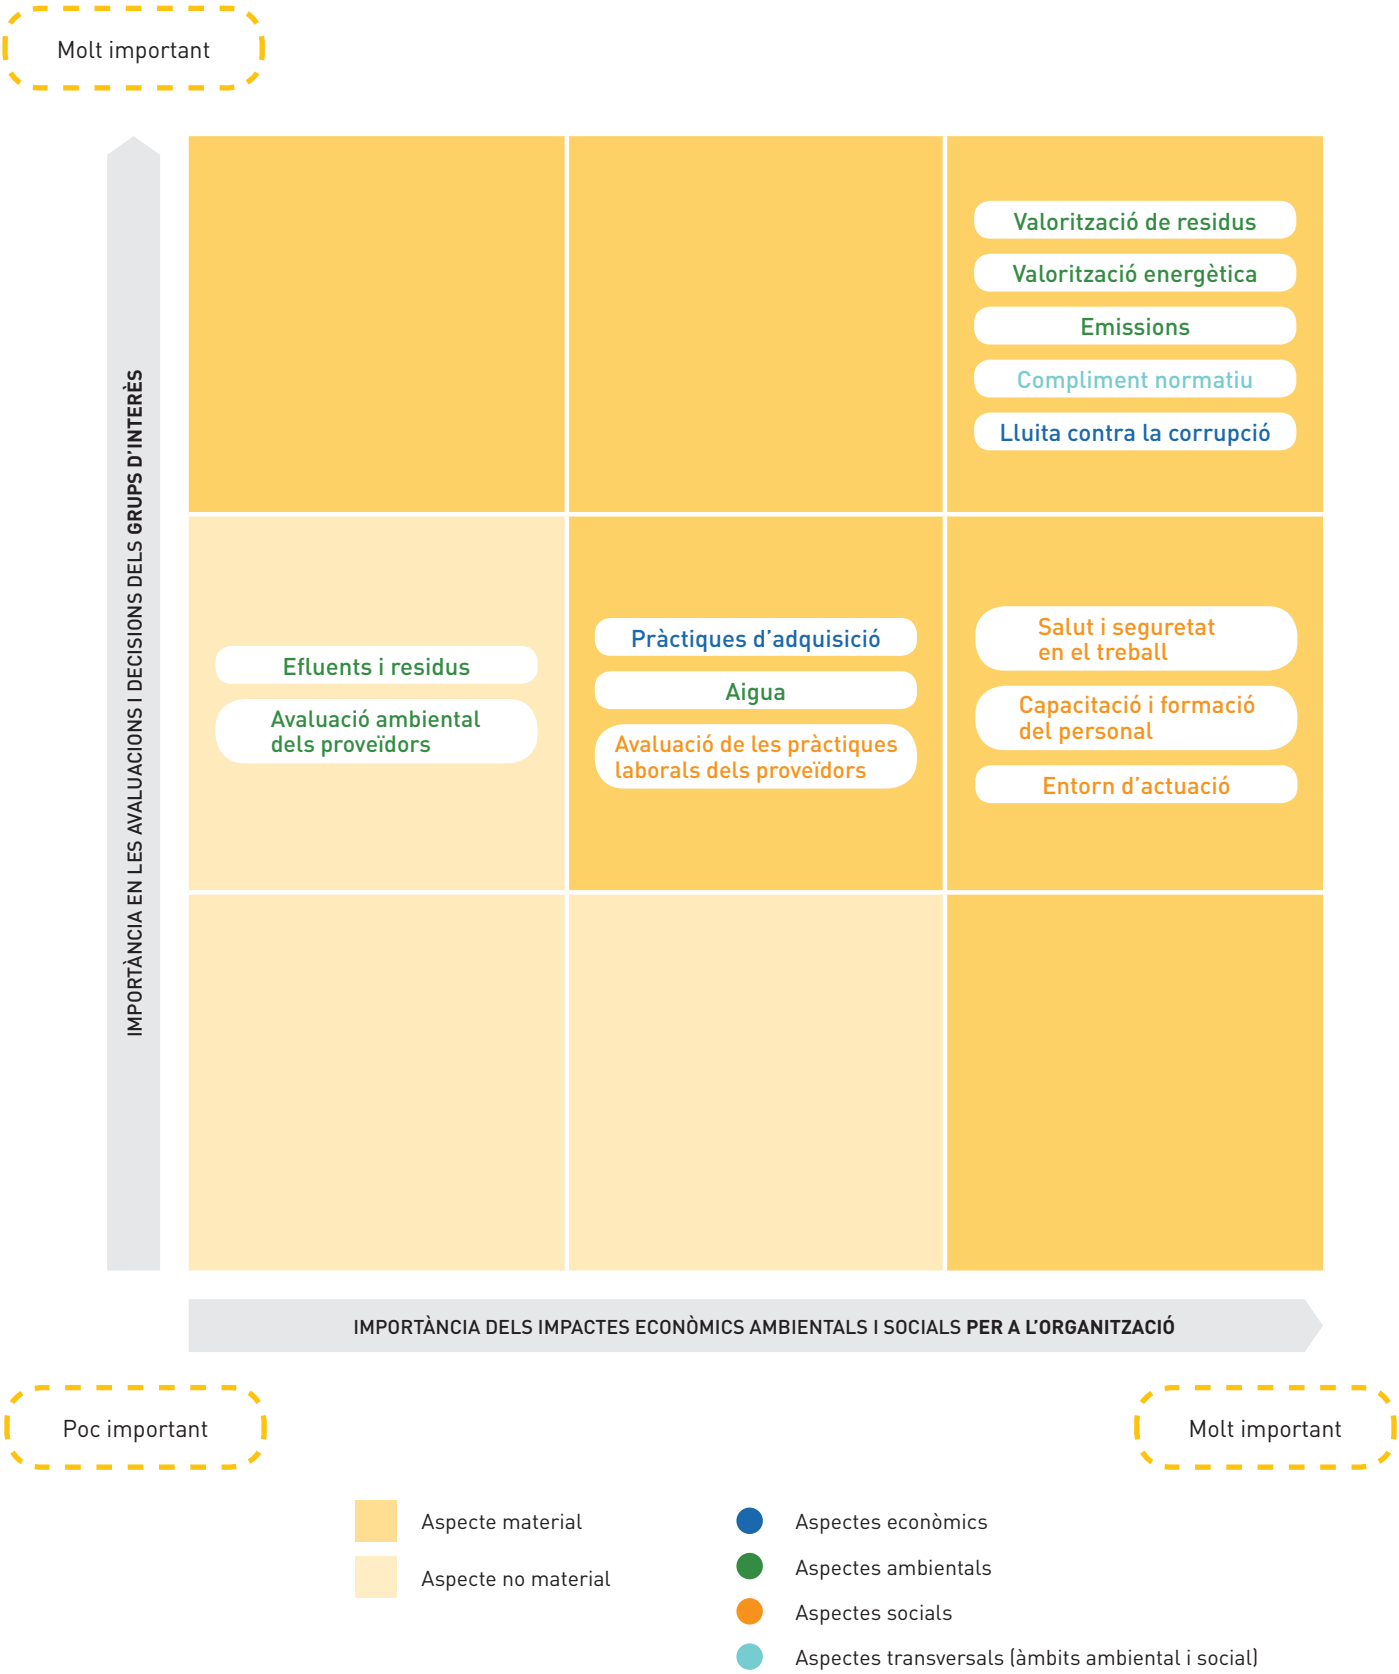 Molt important
IMPORTÀNCIA EN LES AVALUACIONS I DECISIONS DELS GRUPS D'INTERÈS
Valorització de residus
Valorització energètica
Emissions
Compliment normatiu
Lluita contra la corrupció
Efluents i residus
Avaluació ambiental
dels proveïdors
Pràctiques d'adquisició
Aigua
Avaluació de les pràctiques
laborals dels proveïdors
Salut i seguretat
en el treball
Capacitació i formació
del personal
Entorn d'actuació
IMPORTÀNCIA DELS IMPACTES ECONÒMICS AMBIENTALS I SOCIALS PER A L'ORGANITZACIÓ
Poc important
Molt important
Aspecte material
Aspecte no material
Aspectes econòmics
Aspectes ambientals
Aspectes socials
Aspectes transversals (àmbits ambiental i social)